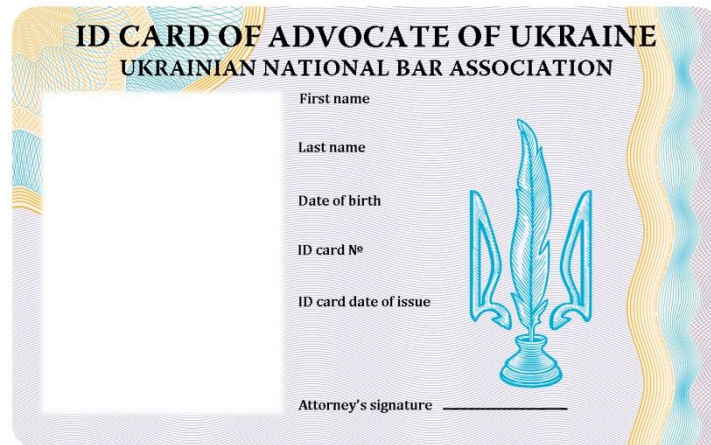 ID CARD OF ADVOCATE OF UKRAINE
UKRAINIAN NATIONAL BAR ASSOCIATION
First name
Last name
Date of birth
ID card №
ID card date of issue
Attorney's signature